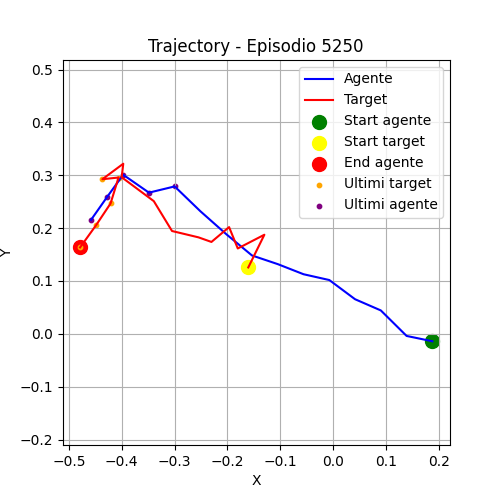 Trajectory - Episodio 5250
Agente
Target
Start agente
Start target
End agente
Ultimi target
Ultimi agente
Y
0.5
0.4
0.3
0.2
0.1
0.0
−0.1
−0.2
−0.5 −0.4 −0.3 −0.2 −0.1 0.0 0.1 0.2
X